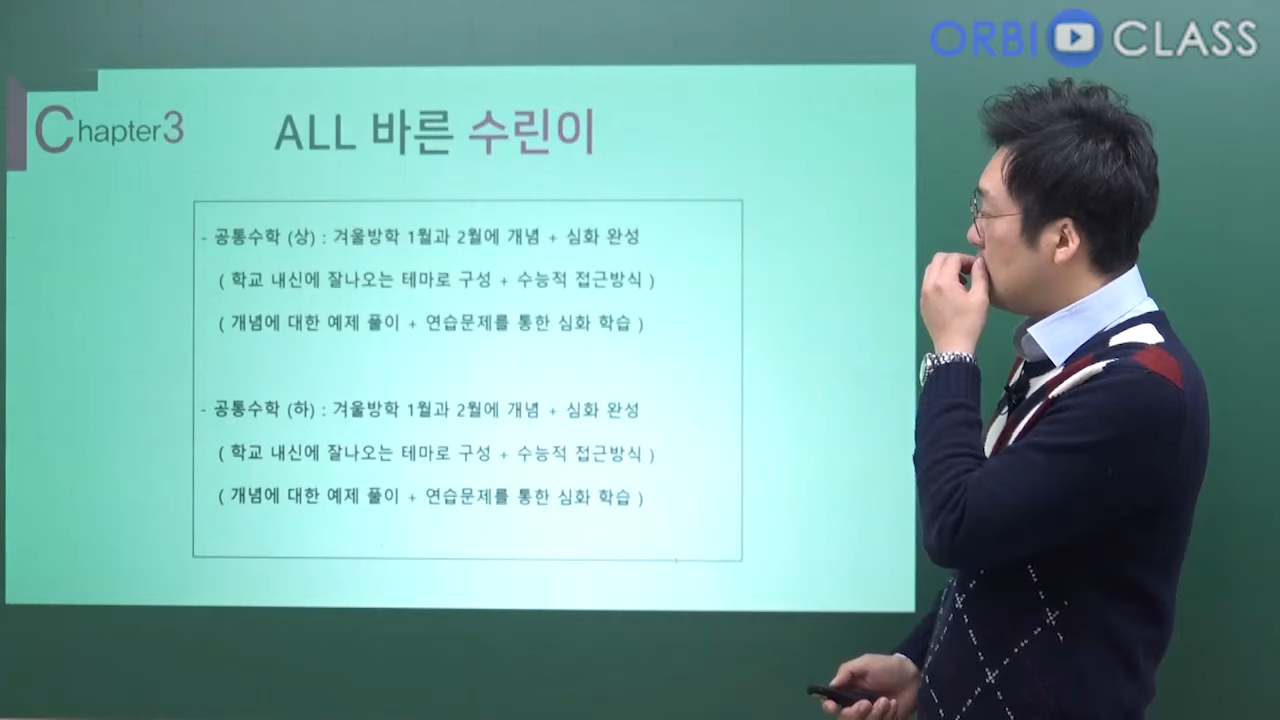 ORBI CLASS
Chapter3
ALL 바른 수린이
- 공통수학 (상) : 겨울방학 1월과 2월에 개념 + 심화 완성
( 학교 내신에 잘나오는 테마로 구성 + 수능적 접근방식 )
( 개념에 대한 예제 풀이 + 연습문제를 통한 심화 학습 )
- 공통수학 (하) : 겨울방학 1월과 2월에 개념 + 심화 완성
( 학교 내신에 잘나오는 테마로 구성 + 수능적 접근방식 )
( 개념에 대한 예제 풀이 + 연습문제를 통한 심화 학습 )